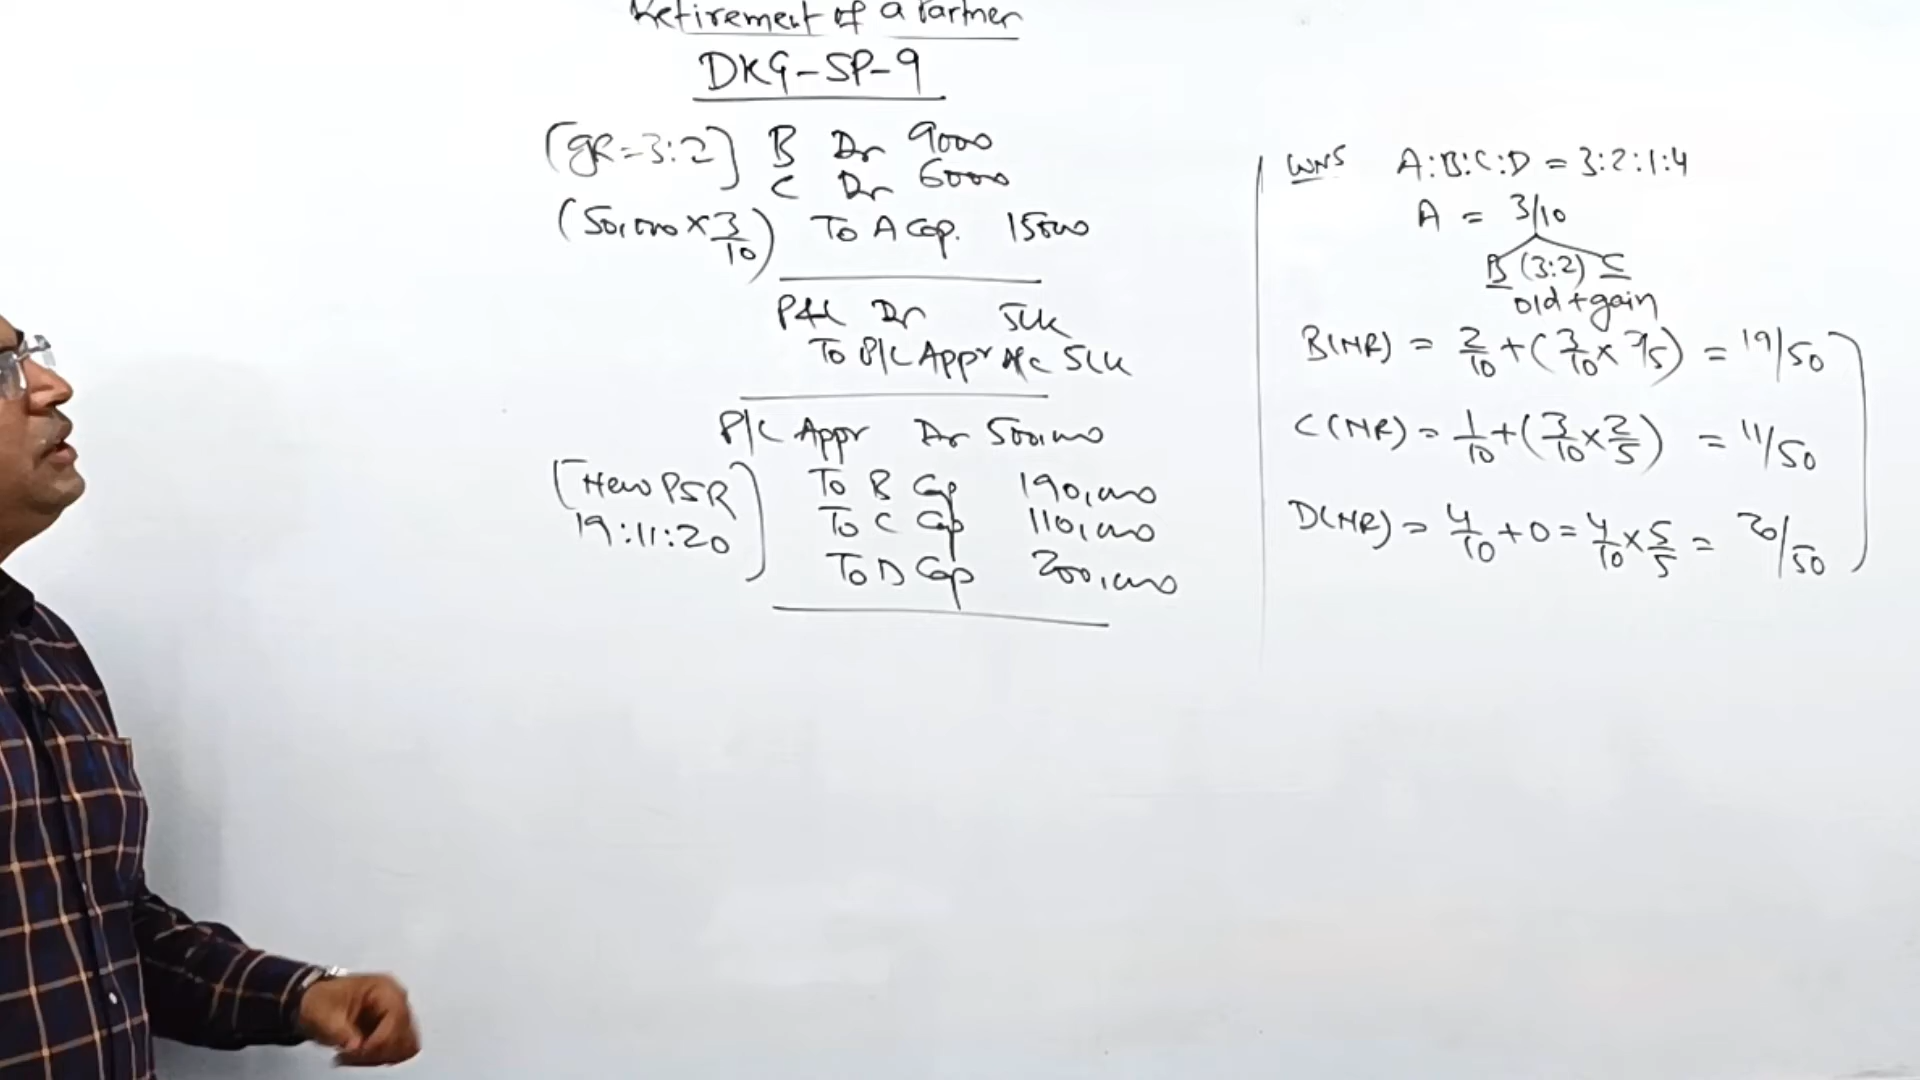 Retirement of a Partner
DKG-SP-9
[GR=3:2] B Dr 9000
C Dr 6000
(50,000×3/10) To A Cap. 15000
P&L Dr 5LK
To P/L Appr A/c 5LK
P/L Appr Dr 500,000
[New PSR To B Cap 190,000
19:11:20] To C Cap 110,000
To D Cap 200,000
WNS A:B:C:D = 3:2:1:4
A = 3/10
B (3:2) C
old+gain
B(NR) = 2/10+(3/10×3/5) = 19/50
C(NR) = 1/10+(3/10×2/5) = 11/50
D(NR) = 4/10+0=4/10×5/5 = 20/50